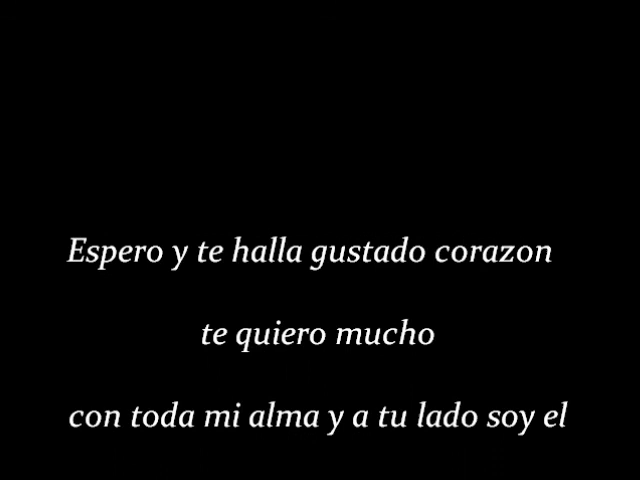 Espero y te halla gustado corazon
te quiero mucho
con toda mi alma y a tu lado soy el